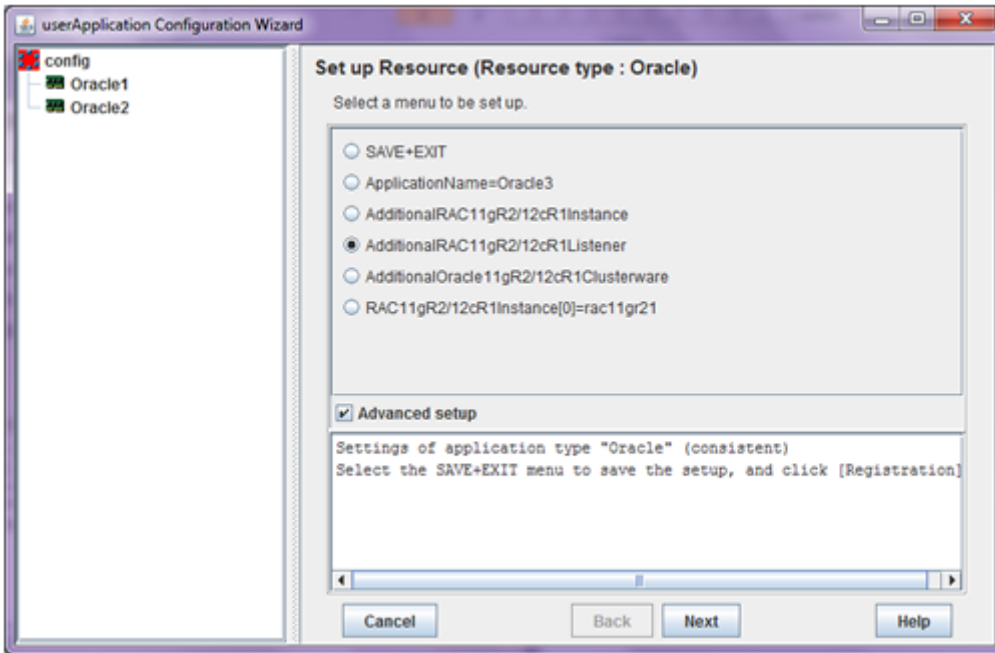 userApplication Configuration Wizard
config
Oracle1
Oracle2
Set up Resource (Resource type : Oracle)
Select a menu to be set up.
SAVE+EXIT
ApplicationName=Oracle3
AdditionalRAC11gR2/12cR1Instance
AdditionalRAC11gR2/12cR1Listener
AdditionalOracle11gR2/12cR1Clusterware
RAC11gR2/12cR1Instance[0]=rac11gr21
Advanced setup
Settings of application type "Oracle" (consistent)
Select the SAVE+EXIT menu to save the setup, and click [Registration]
Cancel
Back
Next
Help